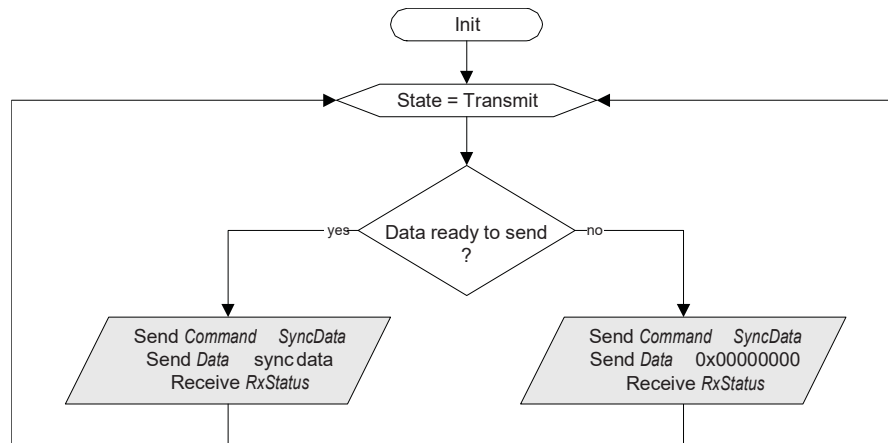 Init
State = Transmit
Data ready to send
?
yes
no
Send Command SyncData
Send Data sync data
Receive RxStatus
Send Command SyncData
Send Data 0x00000000
Receive RxStatus